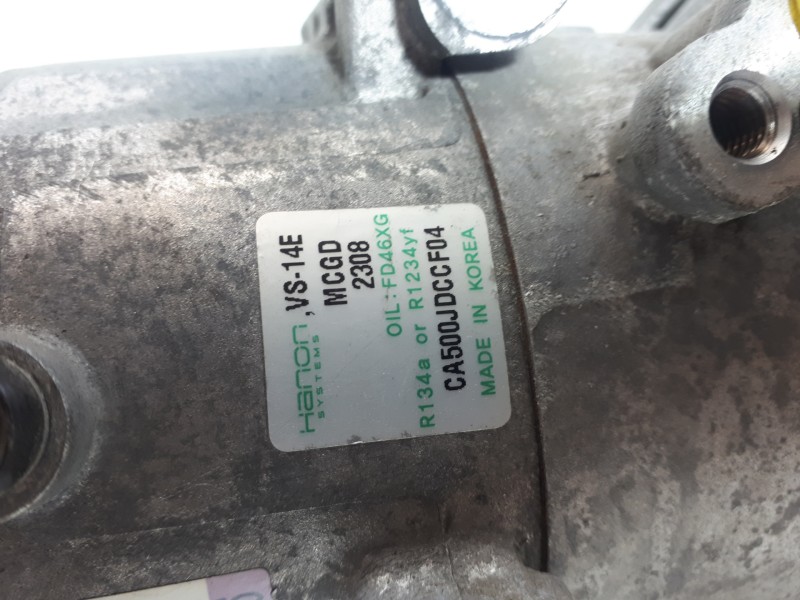 Hanon, VS-14E
SYSTEMS
MCGD
2308
OIL:FD46XG
R134a or R1234yf
CA500JDCCF04
MADE IN KOREA